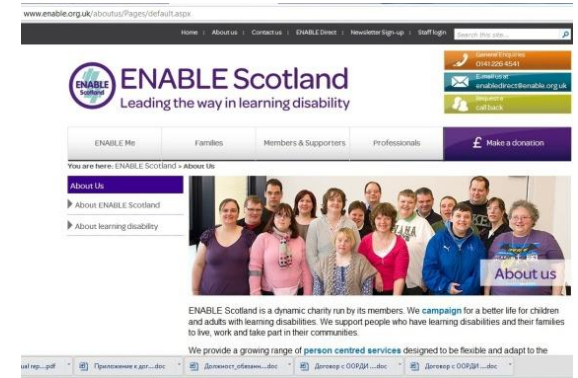 www.enable.org.uk/aboutus/Pages/default.aspx
Home | About us | Contact us | ENABLE Direct | Newsletter Sign-up | Staff login Search this site...
General Enquiries
0141 226 4541
E-mail us at
enabledirect@enable.org.uk
Request a
call back
ENABLE
Scotland
ENABLE Scotland
Leading the way in learning disability
ENABLE Me Families Members & Supporters Professionals £ Make a donation
You are here: ENABLE Scotland » About Us
About Us
About ENABLE Scotland
About learning disability
About us
ENABLE Scotland is a dynamic charity run by its members. We campaign for a better life for children
and adults with learning disabilities. We support people who have learning disabilities and their families
to live, work and take part in their communities.
We provide a growing range of person centred services designed to be flexible and adapt to the
ual rep....pdf Приложение к дог....doc Должност_обязанн....doc Договор с ООРДИ ....doc Договор с ООРДИ ....doc